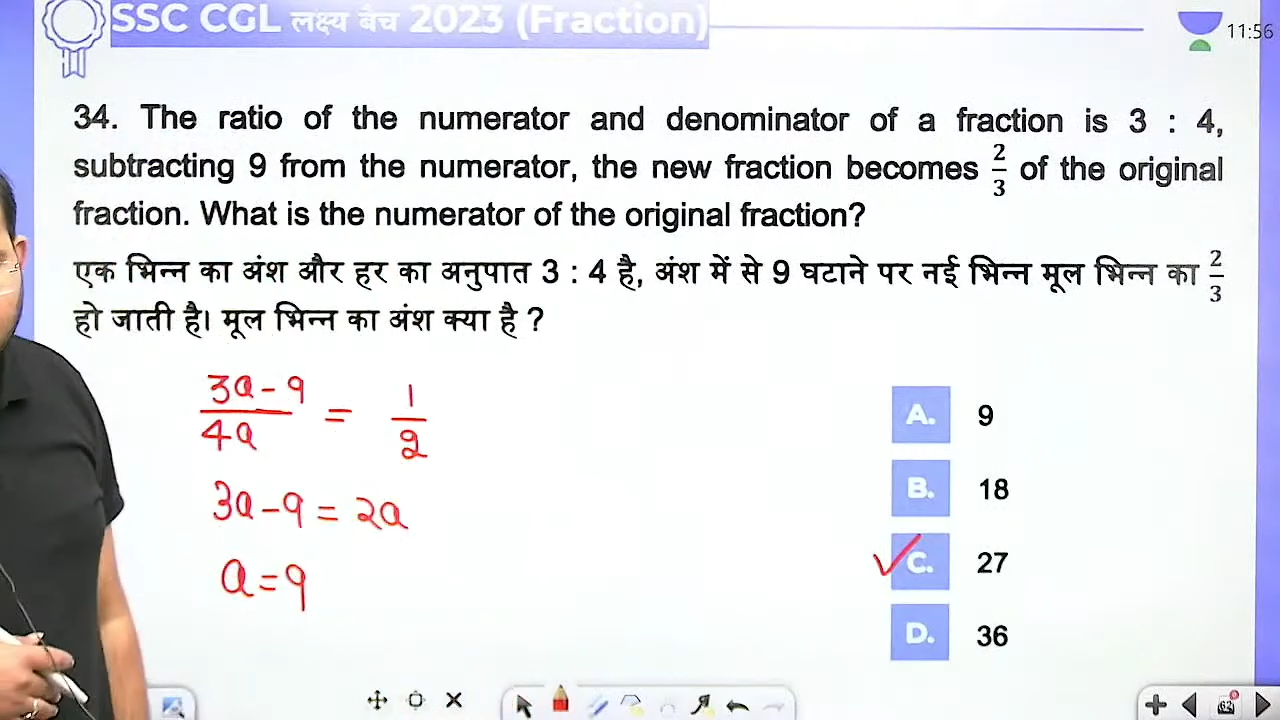 SSC CGL लक्ष्य बैच 2023 (Fraction)
11:56
34. The ratio of the numerator and denominator of a fraction is 3 : 4,
subtracting 9 from the numerator, the new fraction becomes 2/3 of the original
fraction. What is the numerator of the original fraction?
एक भिन्न का अंश और हर का अनुपात 3 : 4 है, अंश में से 9 घटाने पर नई भिन्न मूल भिन्न का 2/3
हो जाती है। मूल भिन्न का अंश क्या है ?
3a-9/4a = 1/2
3a-9 = 2a
a=9
A. 9
B. 18
C. 27
D. 36
62